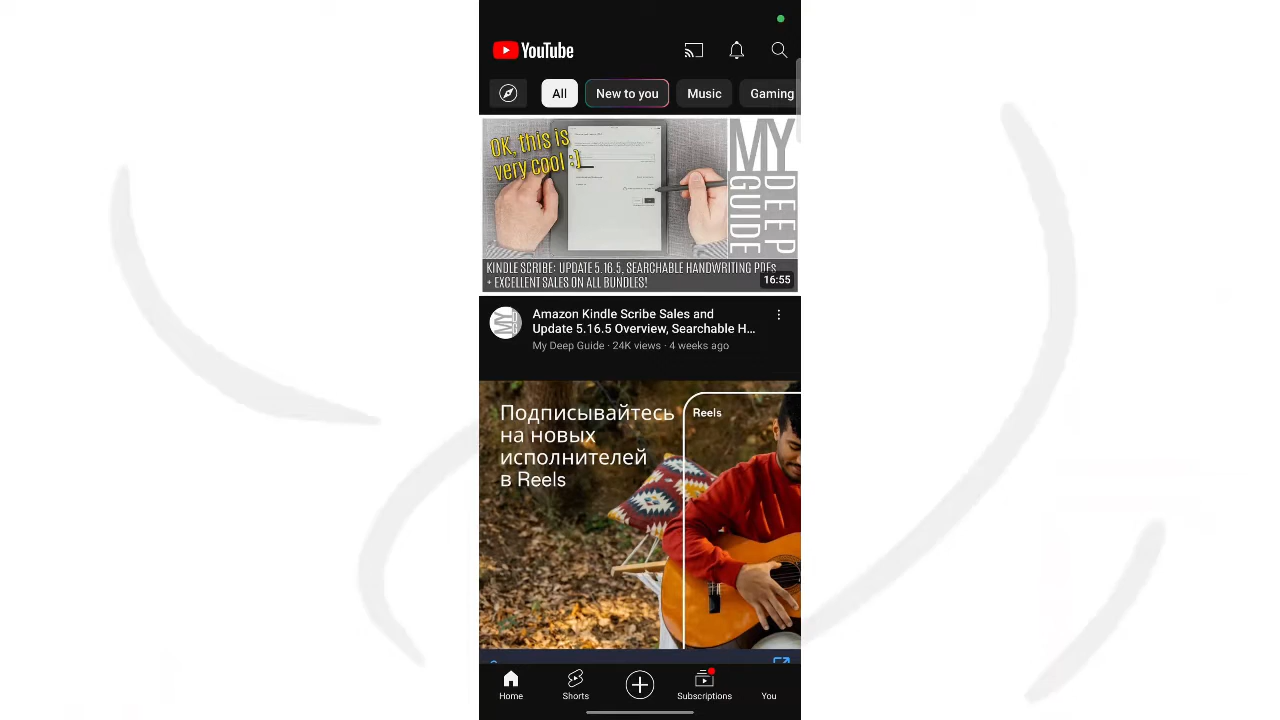 YouTube
All
New to you
Music
Gaming
OK, this is
very cool :)
MY
DEEP
GUIDE
KINDLE SCRIBE: UPDATE 5.16.5, SEARCHABLE HANDWRITING PDFs
+ EXCELLENT SALES ON ALL BUNDLES!
16:55
Amazon Kindle Scribe Sales and
Update 5.16.5 Overview, Searchable H...
My Deep Guide · 24K views · 4 weeks ago
Подписывайтесь
на новых
исполнителей
в Reels
Reels
Home
Shorts
Subscriptions
You